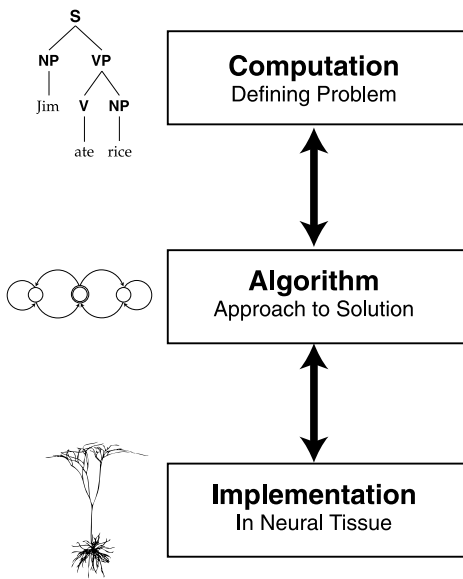 S
NP VP
Jim V NP
ate rice
Computation
Defining Problem
Algorithm
Approach to Solution
Implementation
In Neural Tissue